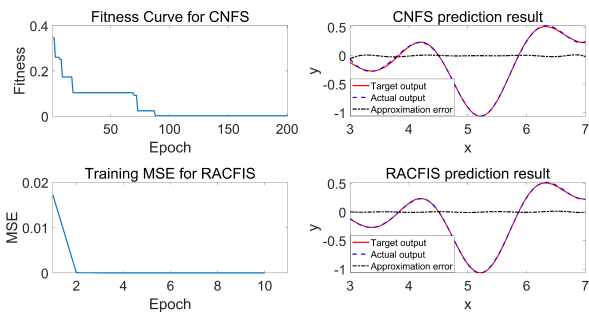 Fitness Curve for CNFS
0.4
0.2
0
Fitness
50
100
150
200
Epoch
CNFS prediction result
0.5
0
-0.5
-1
y
Target output
Actual output
Approximation error
3
4
5
6
7
x
Training MSE for RACFIS
0.02
0.01
0
MSE
2
4
6
8
10
Epoch
RACFIS prediction result
0.5
0
-0.5
-1
y
Target output
Actual output
Approximation error
3
4
5
6
7
x